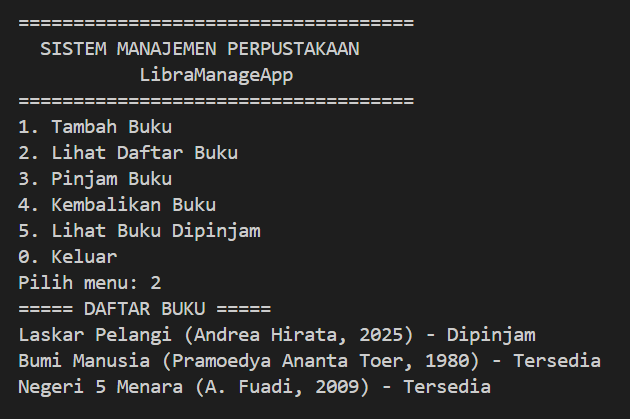 ====================================
SISTEM MANAJEMEN PERPUSTAKAAN
LibraManageApp
====================================
1. Tambah Buku
2. Lihat Daftar Buku
3. Pinjam Buku
4. Kembalikan Buku
5. Lihat Buku Dipinjam
0. Keluar
Pilih menu: 2
===== DAFTAR BUKU =====
Laskar Pelangi (Andrea Hirata, 2025) - Dipinjam
Bumi Manusia (Pramoedya Ananta Toer, 1980) - Tersedia
Negeri 5 Menara (A. Fuadi, 2009) - Tersedia